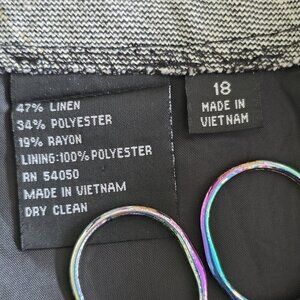 47% LINEN
34% POLYESTER
19% RAYON
LINING:100% POLYESTER
RN 54050
MADE IN VIETNAM
DRY CLEAN
18
MADE IN
VIETNAM